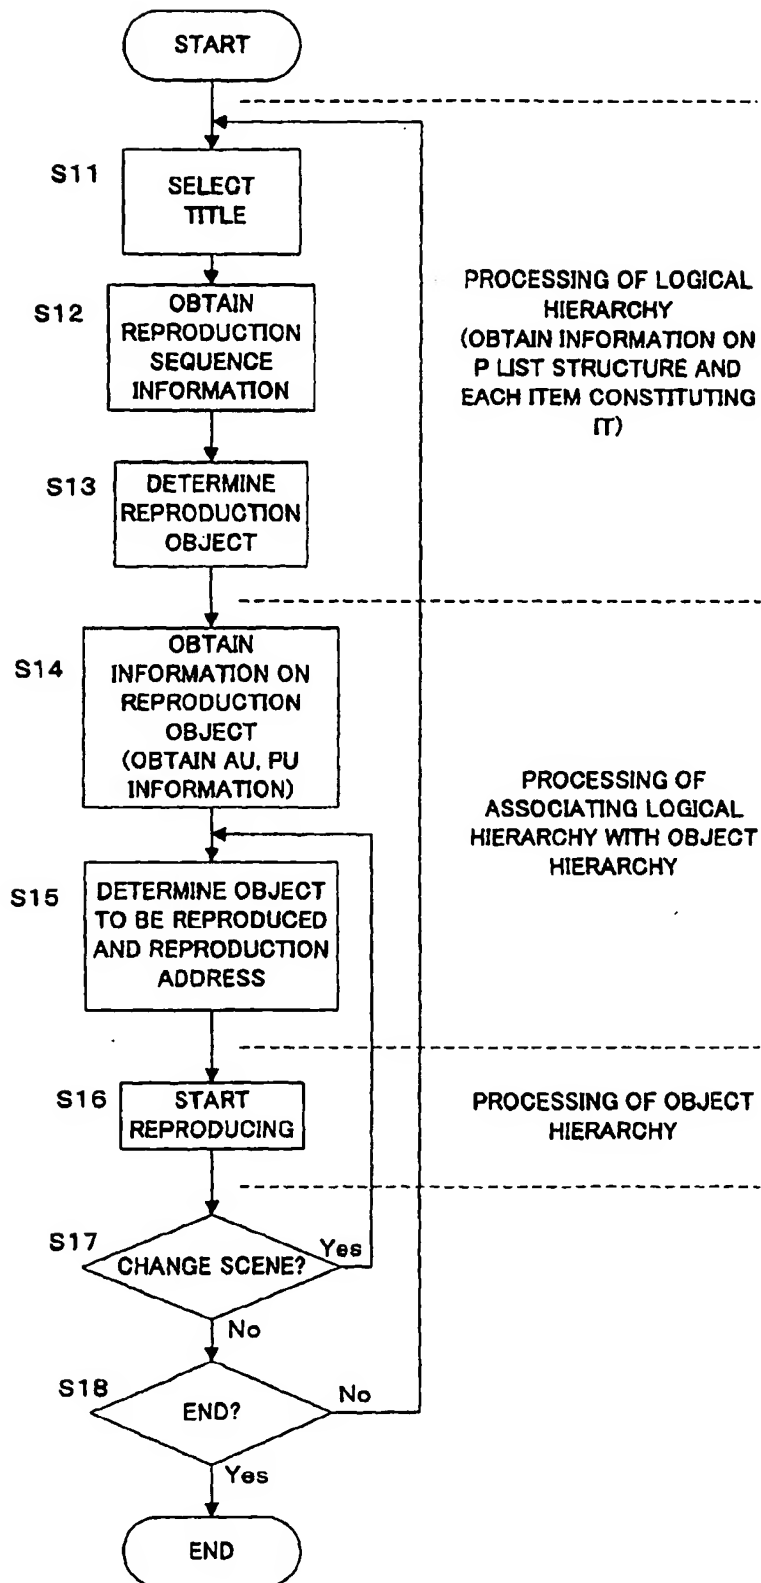 START
S11
SELECT
TITLE
S12
OBTAIN
REPRODUCTION
SEQUENCE
INFORMATION
PROCESSING OF LOGICAL
HIERARCHY
(OBTAIN INFORMATION ON
P LIST STRUCTURE AND
EACH ITEM CONSTITUTING
IT)
S13
DETERMINE
REPRODUCTION
OBJECT
S14
OBTAIN
INFORMATION ON
REPRODUCTION
OBJECT
(OBTAIN AU, PU
INFORMATION)
PROCESSING OF
ASSOCIATING LOGICAL
HIERARCHY WITH OBJECT
HIERARCHY
S15
DETERMINE OBJECT
TO BE REPRODUCED
AND REPRODUCTION
ADDRESS
S16
START
REPRODUCING
PROCESSING OF OBJECT
HIERARCHY
S17
CHANGE SCENE?
Yes
No
S18
END?
No
Yes
END